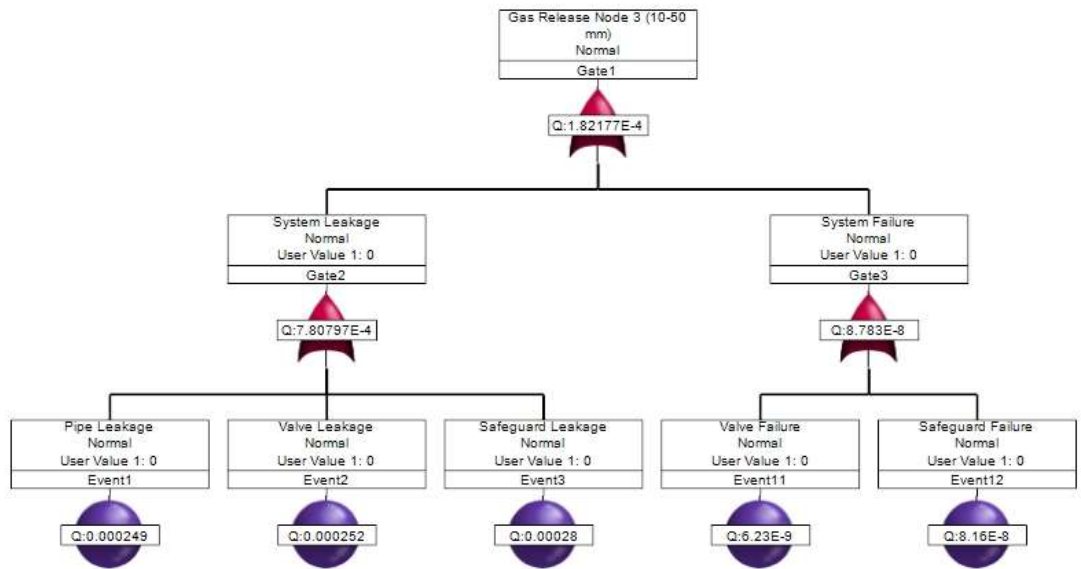 Gas Release Node 3 (10-50
mm)
Normal
Gate1
Q:1.82177E-4
System Leakage
Normal
User Value 1: 0
Gate2
Q:7.80797E-4
System Failure
Normal
User Value 1: 0
Gate3
Q:8.783E-8
Pipe Leakage
Normal
User Value 1: 0
Event1
Q:0.000249
Valve Leakage
Normal
User Value 1: 0
Event2
Q:0.000252
Safeguard Leakage
Normal
User Value 1: 0
Event3
Q:0.00028
Valve Failure
Normal
User Value 1: 0
Event11
Q:6.23E-9
Safeguard Failure
Normal
User Value 1: 0
Event12
Q:8.16E-8